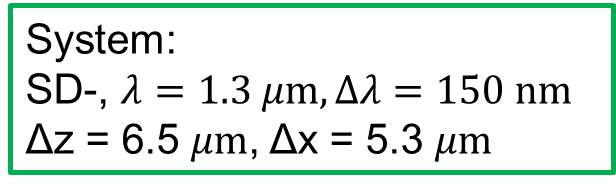 System:
SD-, λ = 1.3 μm, Δλ = 150 nm
Δz = 6.5 μm, Δx = 5.3 μm